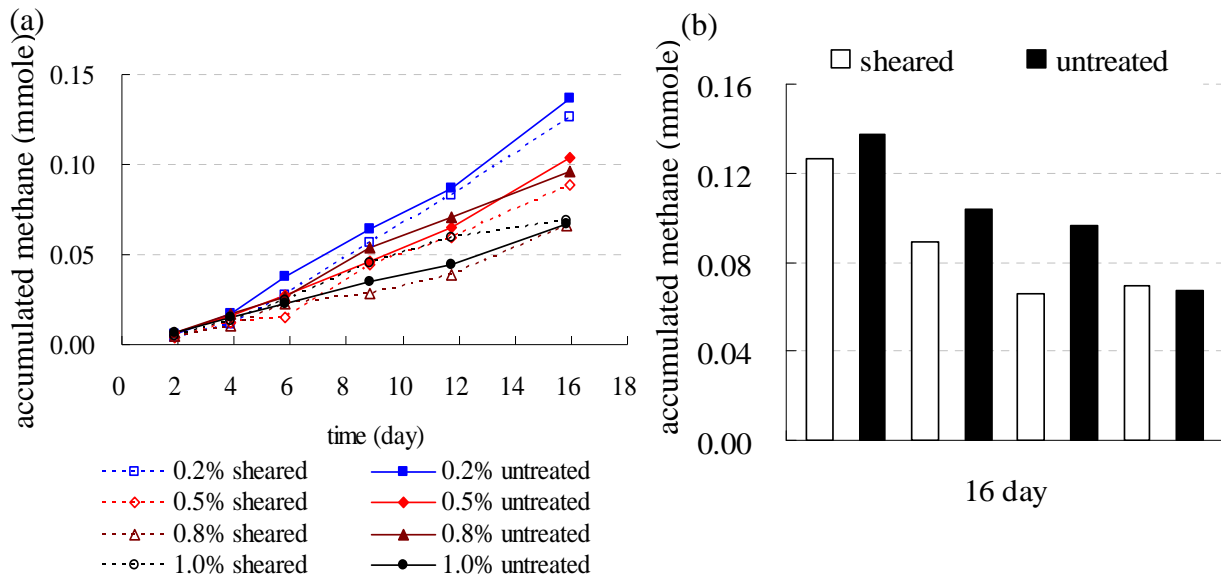 (a)
accumulated methane (mmole)
0.15
0.10
0.05
0.00
0 2 4 6 8 10 12 14 16 18
time (day)
0.2% sheared 0.2% untreated
0.5% sheared 0.5% untreated
0.8% sheared 0.8% untreated
1.0% sheared 1.0% untreated
(b)
sheared untreated
accumulated methane (mmole)
0.16
0.12
0.08
0.04
0.00
16 day